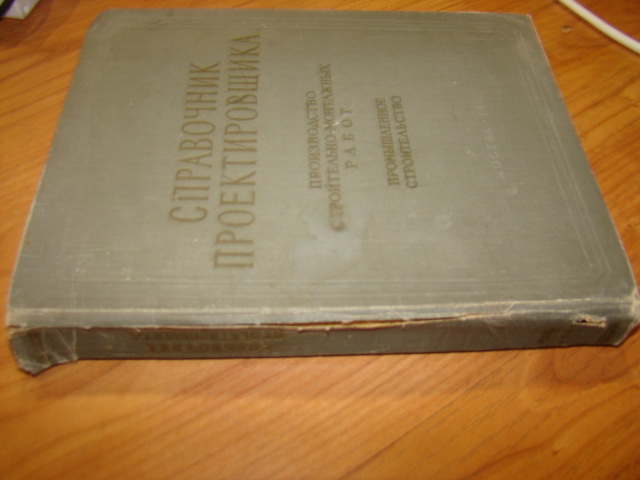 СПРАВОЧНИК
ПРОЕКТИРОВЩИКА
ПРОИЗВОДСТВО
СТРОИТЕЛЬНО-МОНТАЖНЫХ
РАБОТ
ПРОМЫШЛЕННОЕ
СТРОИТЕЛЬСТВО